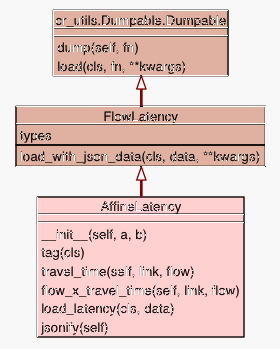 cr_utils.Dumpable.Dumpable
dump(self, fn)
load(cls, fn, **kwargs)
FlowLatency
types
load_with_json_data(cls, data, **kwargs)
AffineLatency
__init__(self, a, b)
tag(cls)
travel_time(self, link, flow)
flow_x_travel_time(self, link, flow)
load_latency(cls, data)
jsonify(self)